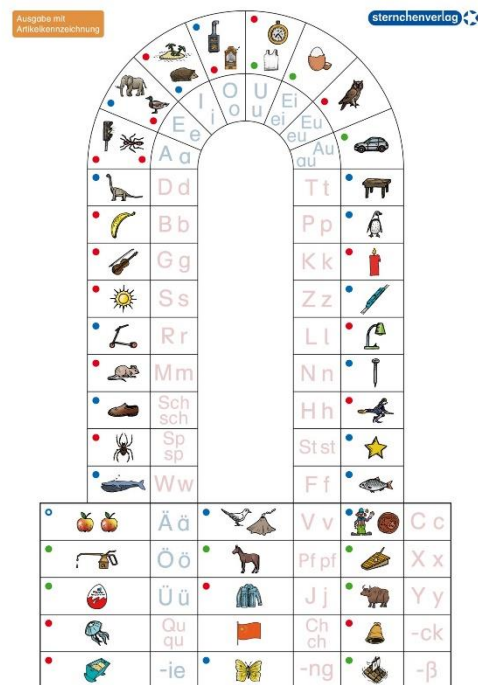 Ausgabe mit
Artikelkennzeichnung
sternchenverlag
A a
E e
I i
O o
U u
Ei ei
Eu eu
Au au
D d
T t
B b
P p
G g
K k
S s
Z z
R r
L l
M m
N n
Sch
sch
H h
Sp
sp
St st
W w
F f
Ä ä
V v
C c
Ö ö
Pf pf
X x
Ü ü
J j
Y y
Qu
qu
Ch
ch
-ck
-ie
-ng
-ß